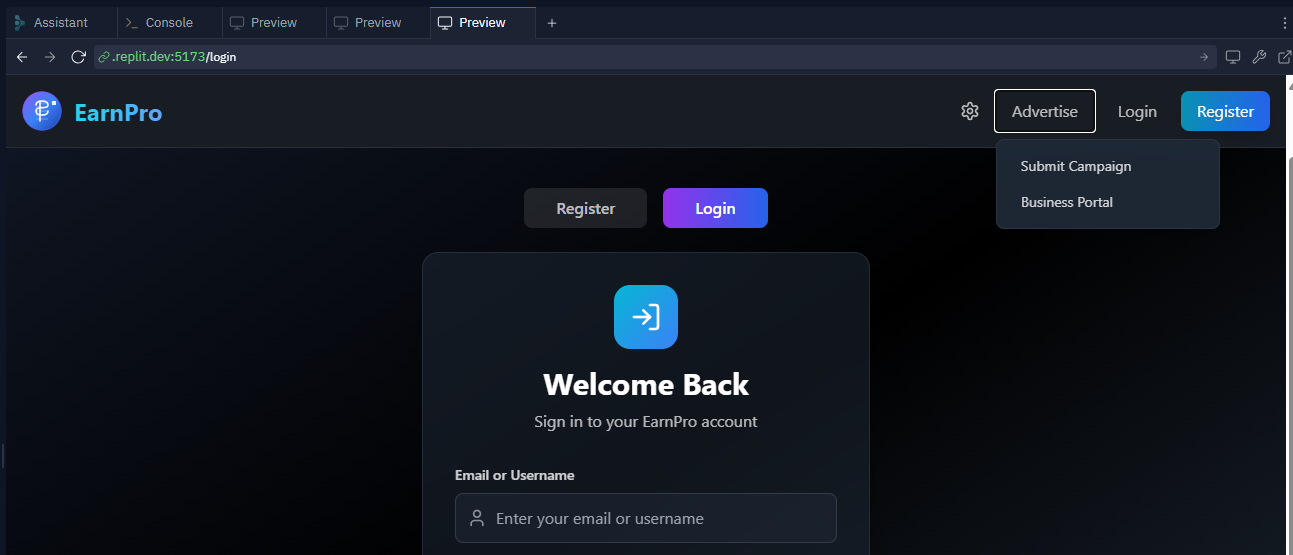 Assistant
Console
Preview
Preview
Preview
.replit.dev:5173/login
EarnPro
Advertise
Login
Register
Submit Campaign
Business Portal
Register
Login
Welcome Back
Sign in to your EarnPro account
Email or Username
Enter your email or username